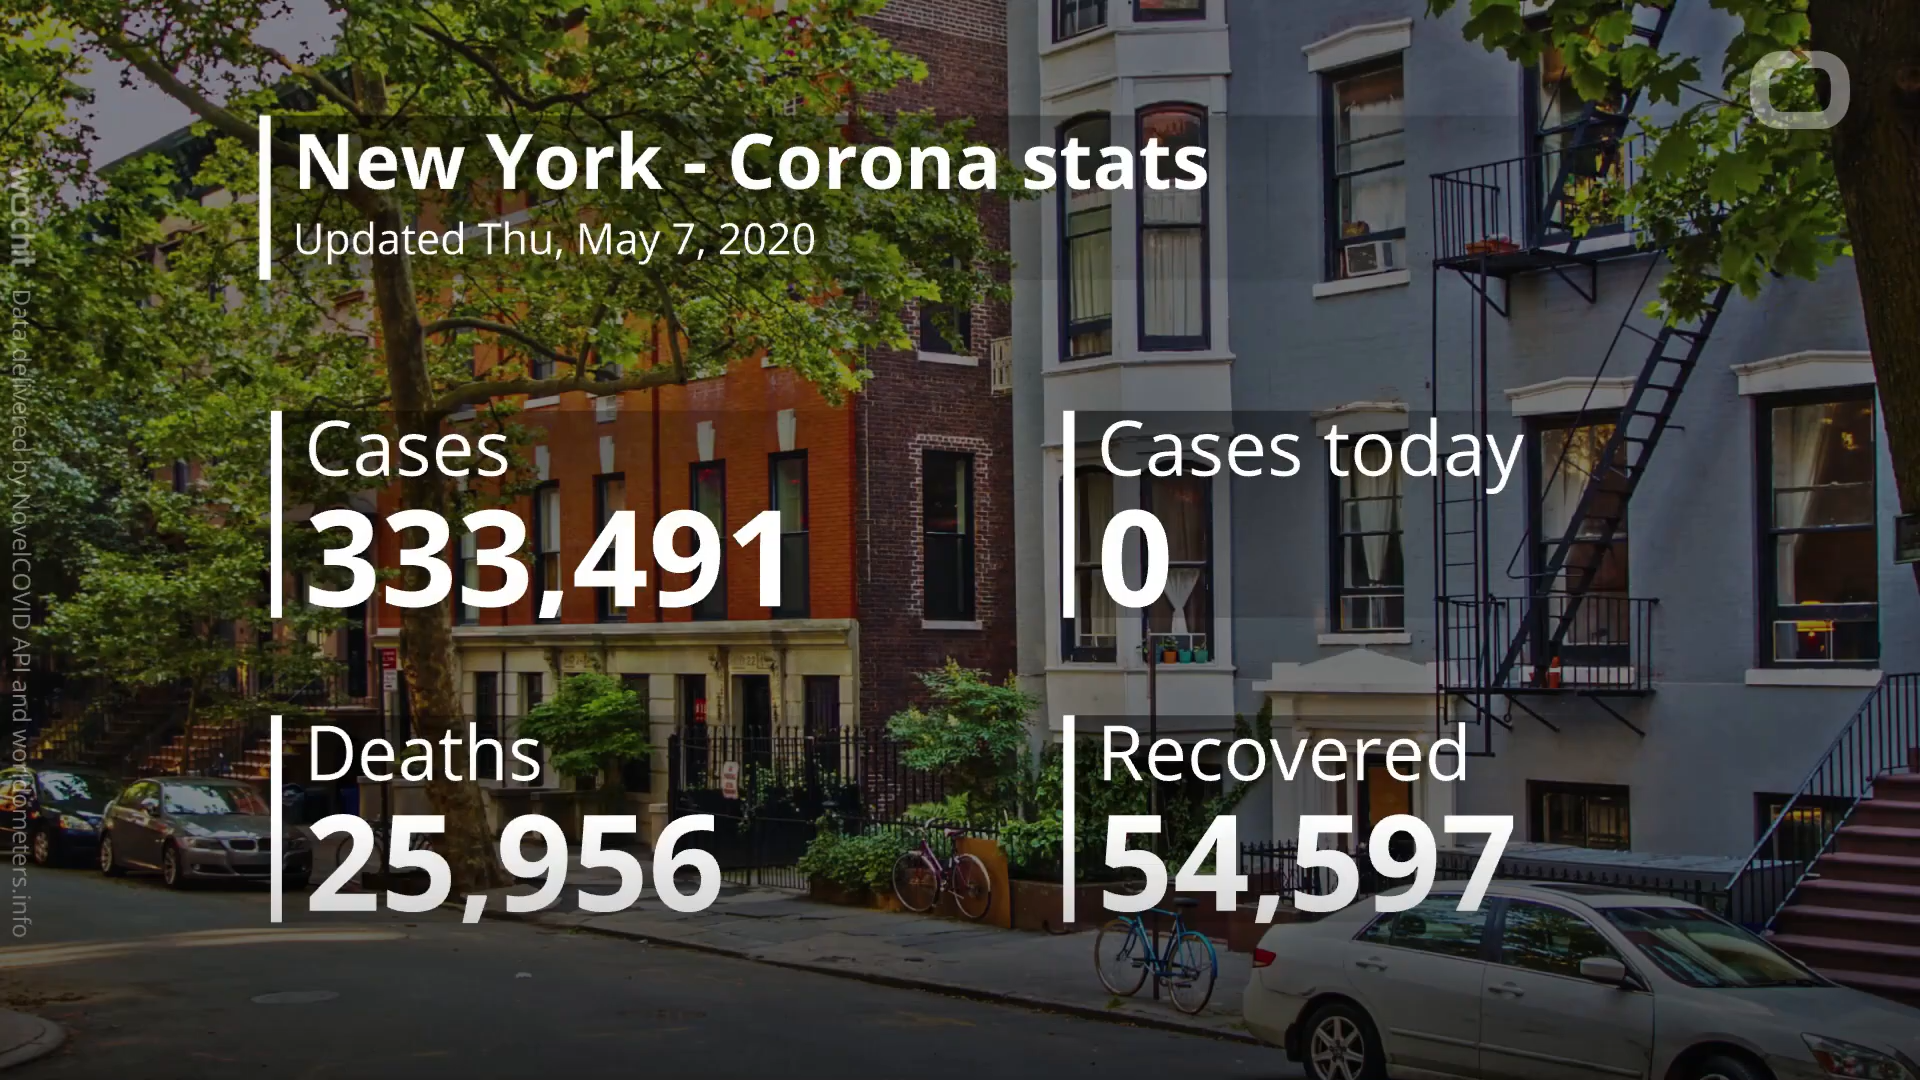 New York - Corona stats
Updated Thu, May 7, 2020
Cases
333,491
Cases today
0
Deaths
25,956
Recovered
54,597
wochit Data delivered by NovelCOVID API and worldometers.info